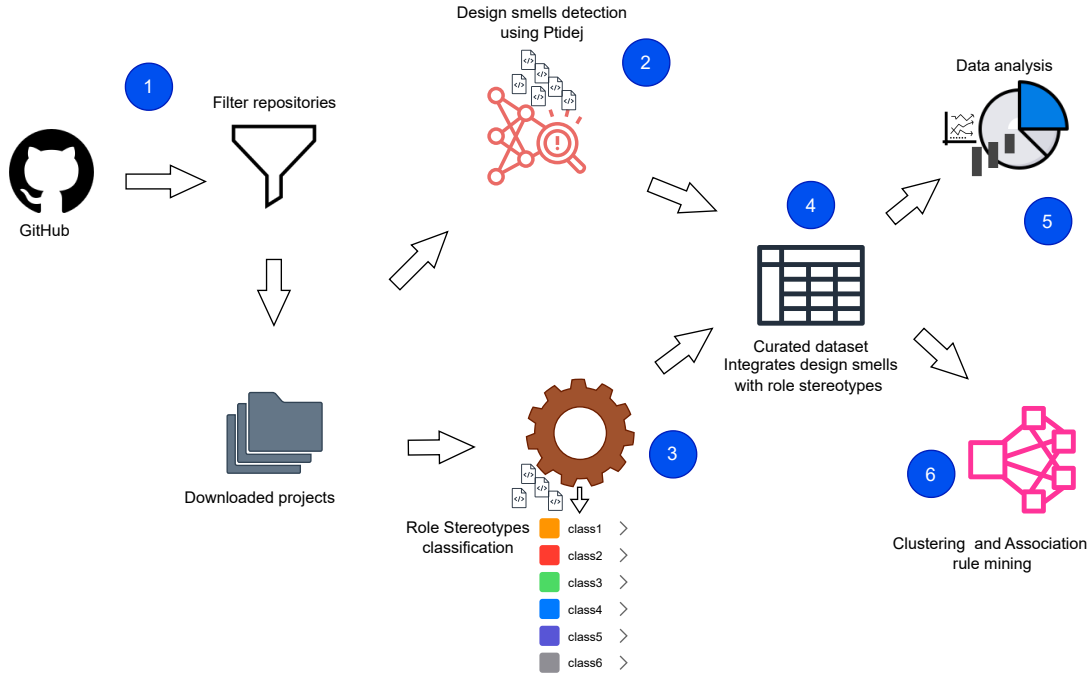 Design smells detection
using Ptidej
1
2
Filter repositories
GitHub
Data analysis
4
5
Curated dataset
Integrates design smells
with role stereotypes
Downloaded projects
3
Role Stereotypes
classification
class1
class2
class3
class4
class5
class6
6
Clustering and Association
rule mining